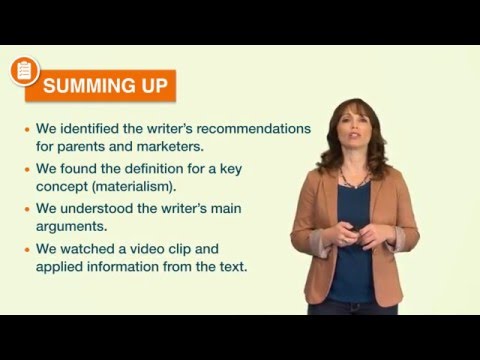 SUMMING UP
• We identified the writer's recommendations
for parents and marketers.
• We found the definition for a key
concept (materialism).
• We understood the writer's main
arguments.
• We watched a video clip and
applied information from the text.